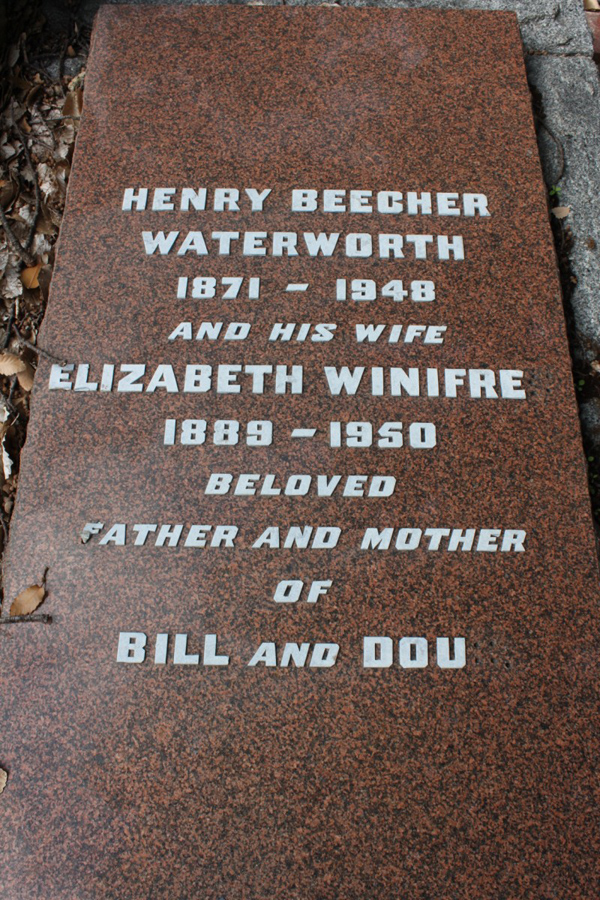 HENRY BEECHER
WATERWORTH
1871 - 1948
AND HIS WIFE
ELIZABETH WINIFRE
1889 - 1950
BELOVED
FATHER AND MOTHER
OF
BILL AND DOU